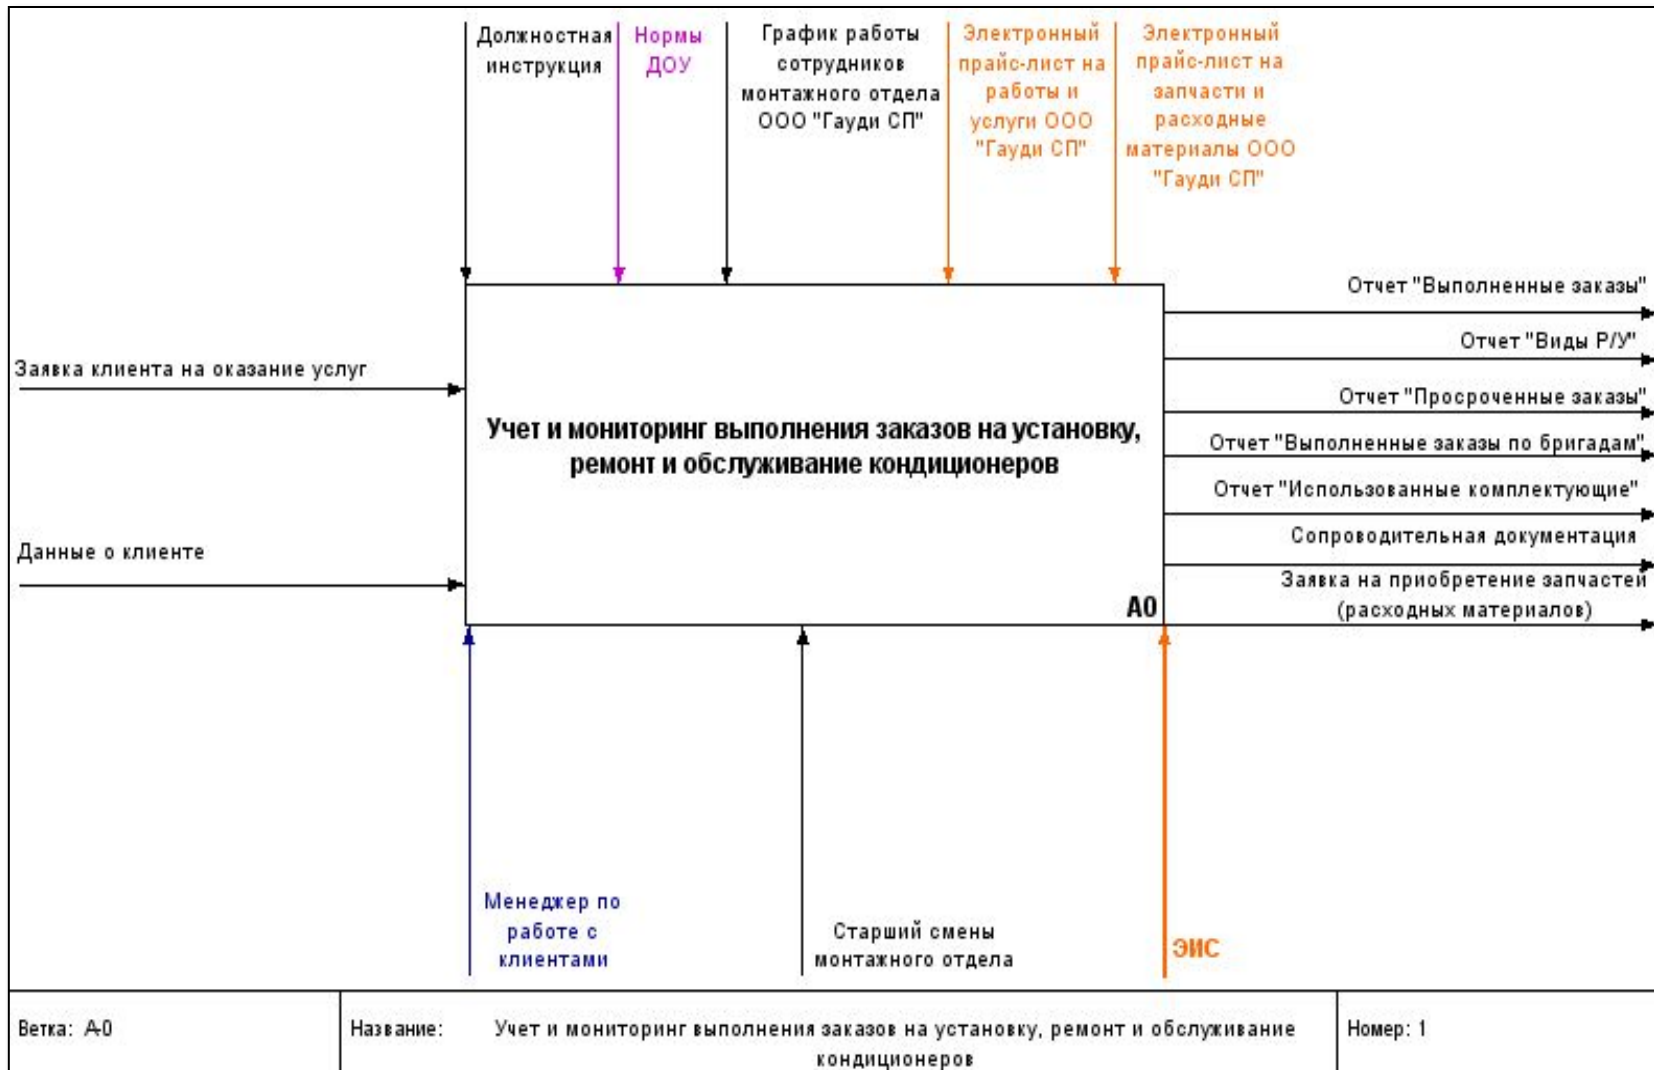 Должностная
инструкция
Нормы
ДОУ
График работы
сотрудников
монтажного отдела
ООО "Гауди СП"
Электронный
прайс-лист на
работы и
услуги ООО
"Гауди СП"
Электронный
прайс-лист на
запчасти и
расходные
материалы ООО
"Гауди СП"
Заявка клиента на оказание услуг
Данные о клиенте
Учет и мониторинг выполнения заказов на установку,
ремонт и обслуживание кондиционеров
A0
Отчет "Выполненные заказы"
Отчет "Виды Р/У"
Отчет "Просроченные заказы"
Отчет "Выполненные заказы по бригадам"
Отчет "Использованные комплектующие"
Сопроводительная документация
Заявка на приобретение запчастей
(расходных материалов)
Менеджер по
работе с
клиентами
Старший смены
монтажного отдела
ЭИС
Ветка: A-0
Название: Учет и мониторинг выполнения заказов на установку, ремонт и обслуживание
кондиционеров
Номер: 1